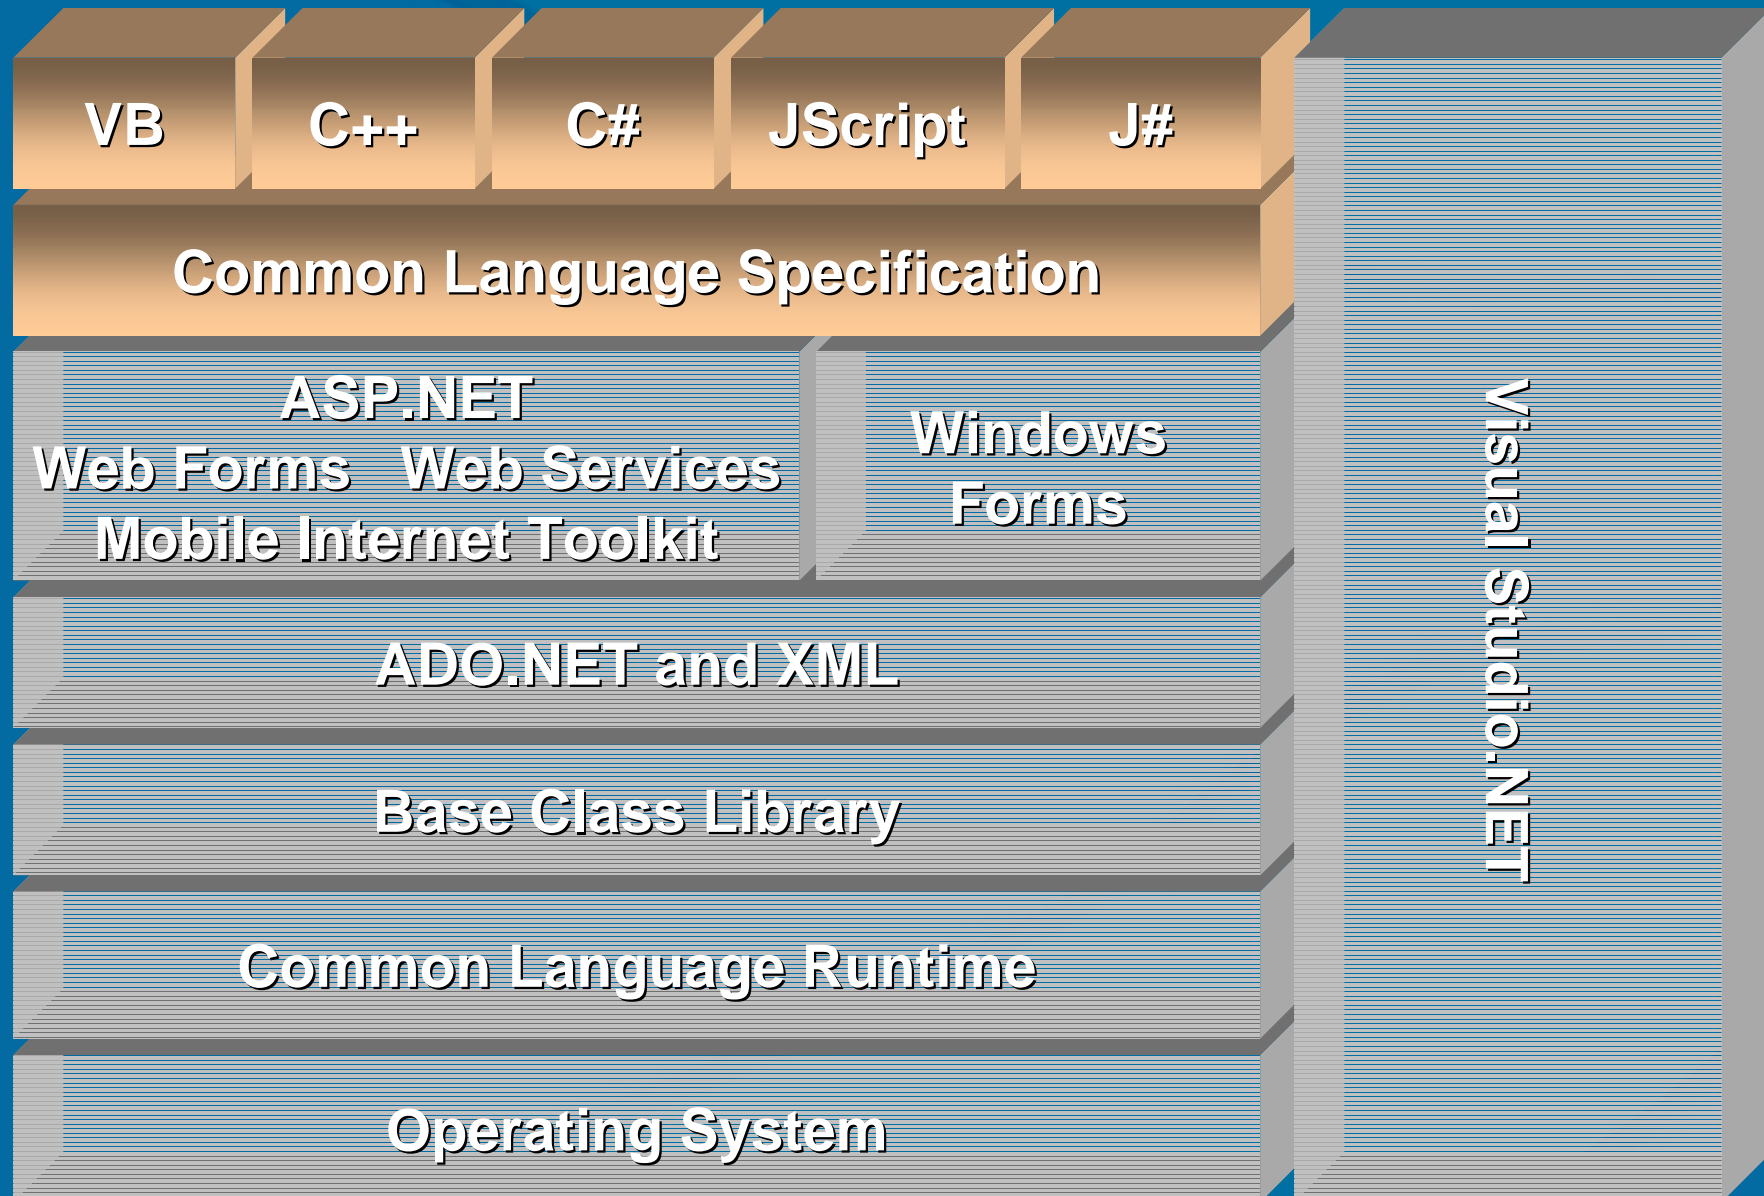 VB
C++
C#
JScript
J#
Common Language Specification
ASP.NET
Web Forms Web Services
Mobile Internet Toolkit
Windows
Forms
ADO.NET and XML
Base Class Library
Common Language Runtime
Operating System
Visual Studio.NET